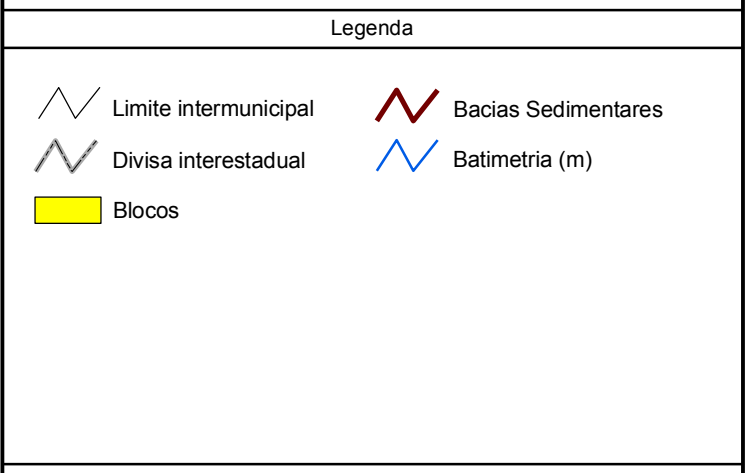 Legenda
Limite intermunicipal
Bacias Sedimentares
Divisa interestadual
Batimetria (m)
Blocos